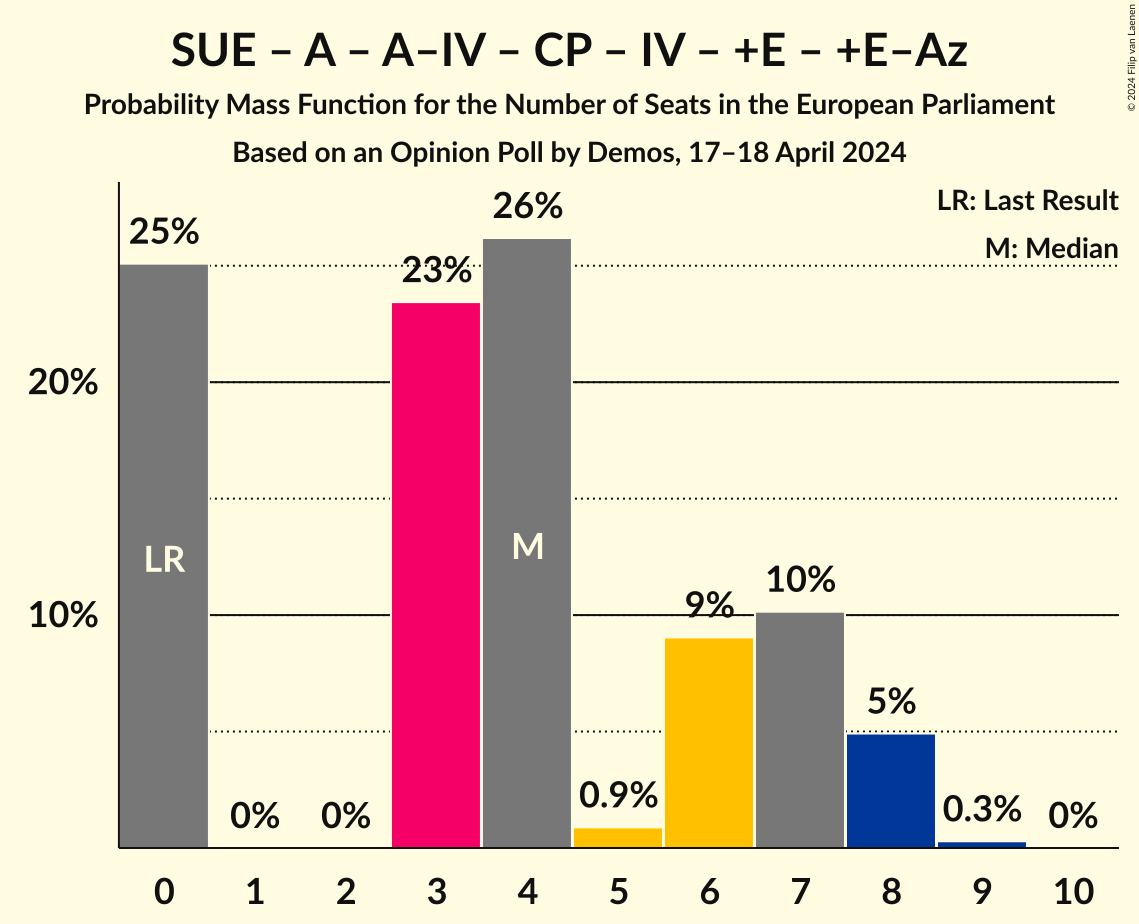 SUE – A – A–IV – CP – IV – +E – +E–Az
Probability Mass Function for the Number of Seats in the European Parliament
Based on an Opinion Poll by Demos, 17–18 April 2024
© 2024 Filip van Laenen
LR: Last Result
M: Median
25%
0%
0%
23%
26%
0.9%
9%
10%
5%
0.3%
0%
20%
10%
LR
M
0 1 2 3 4 5 6 7 8 9 10